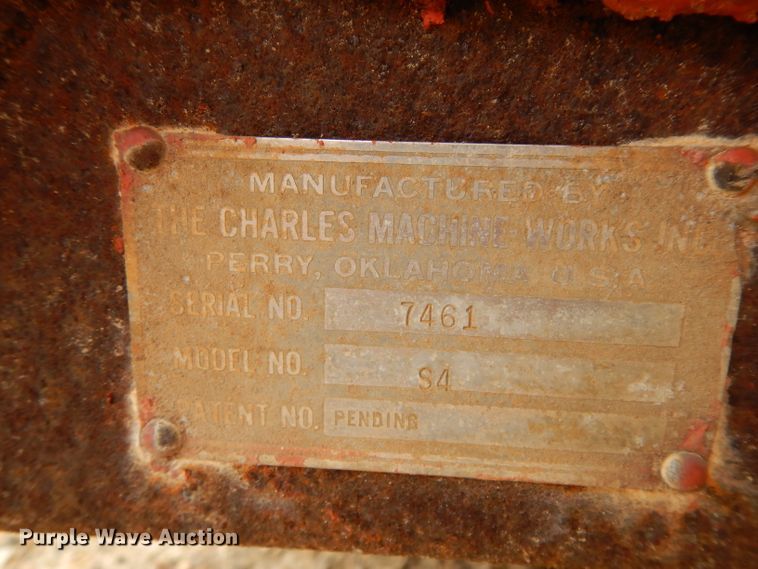 MANUFACTURED BY
THE CHARLES MACHINE WORKS INC
PERRY, OKLAHOMA U.S.A
SERIAL NO. 7461
MODEL NO. S4
PATENT NO. PENDING
Purple Wave Auction